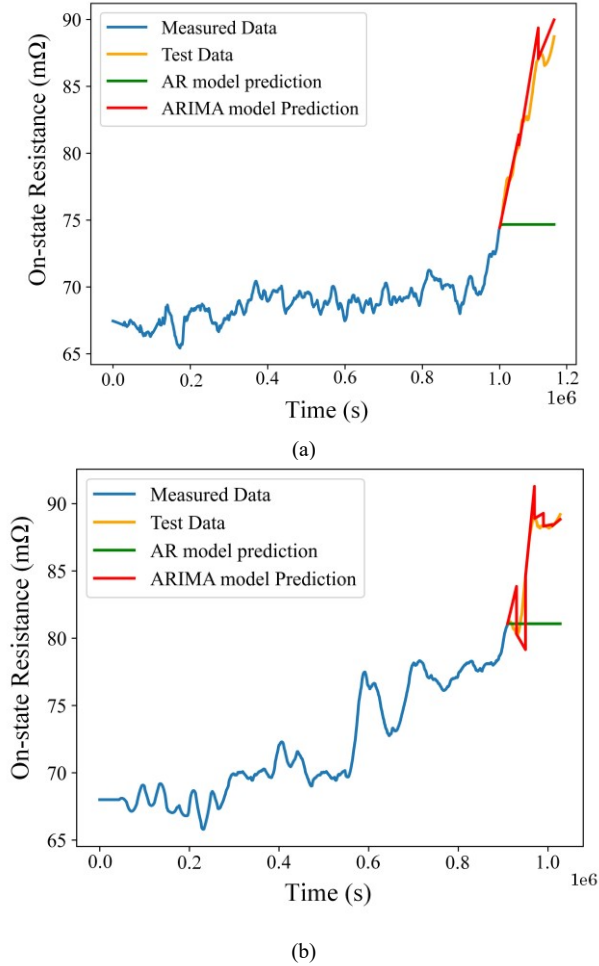 90
85
80
75
70
65
On-state Resistance (mΩ)
Measured Data
Test Data
AR model prediction
ARIMA model Prediction
0.0 0.2 0.4 0.6 0.8 1.0 1.2
1e6
Time (s)
(a)
90
85
80
75
70
65
On-state Resistance (mΩ)
Measured Data
Test Data
AR model prediction
ARIMA model Prediction
0.0 0.2 0.4 0.6 0.8 1.0
1e6
Time (s)
(b)